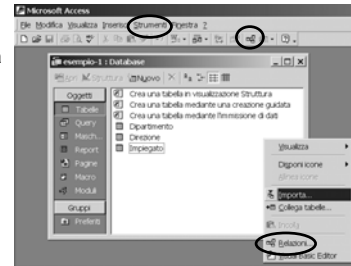 Microsoft Access
File Modifica Visualizza Inserisci Strumenti Finestra ?
esempio-1 : Database
Apri Struttura Nuovo
Oggetti
Tabelle
Query
Masch...
Report
Pagine
Macro
Moduli
Gruppi
Preferiti
Crea una tabella in visualizzazione Struttura
Crea una tabella mediante una creazione guidata
Crea una tabella mediante l'immissione di dati
Dipartimento
Direzione
Impiegato
Visualizza
Disponi icone
Allinea icone
Importa...
Collega tabelle...
Incolla
Relazioni...
Visual Basic Editor